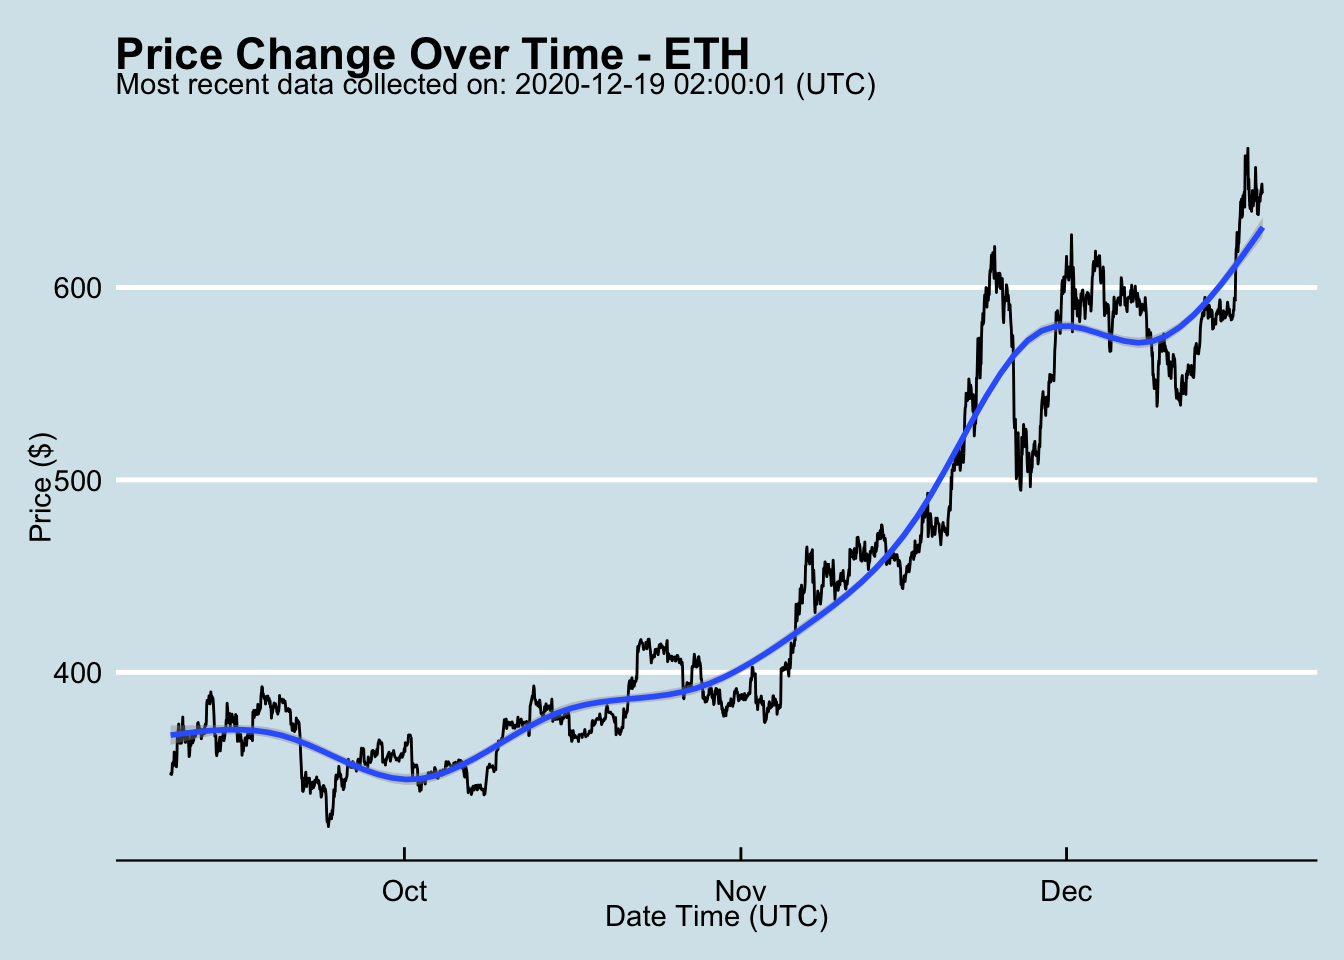 Price Change Over Time - ETH
Most recent data collected on: 2020-12-19 02:00:01 (UTC)
600
500
400
Price ($)
Oct
Nov
Dec
Date Time (UTC)